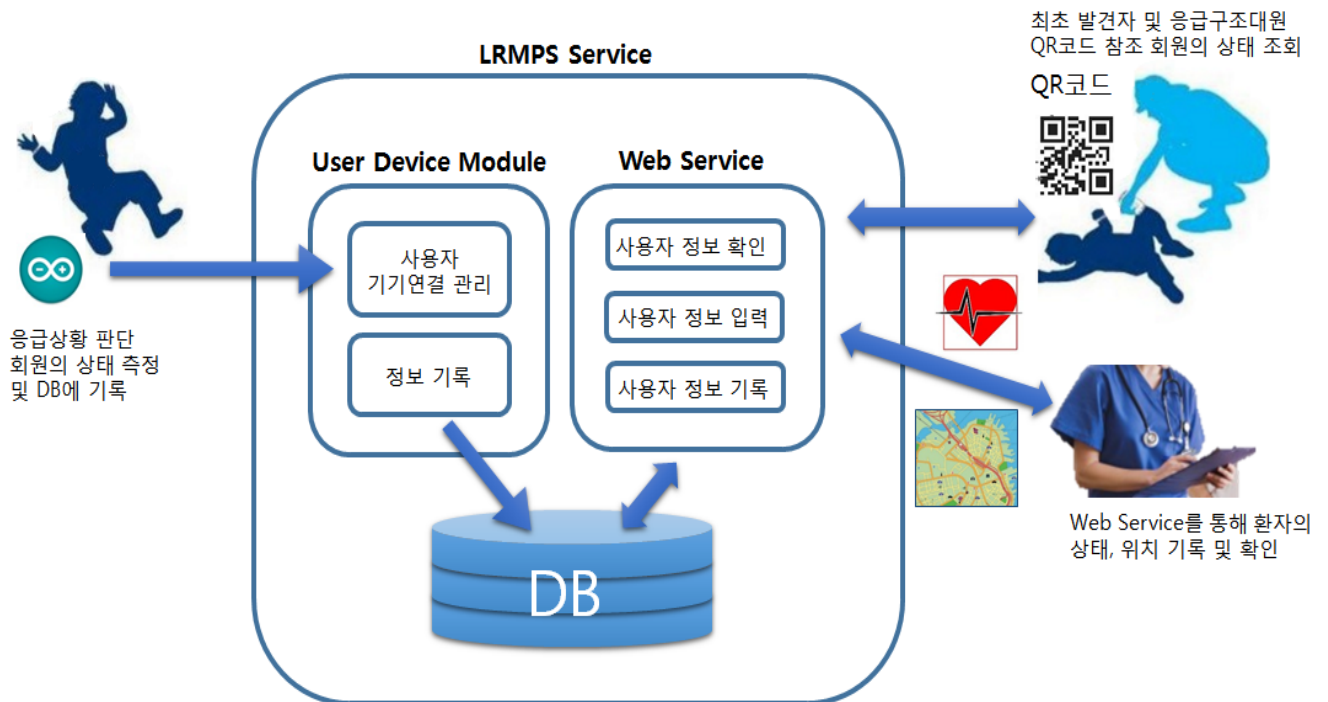 LRMPS Service
최초 발견자 및 응급구조대원
QR코드 참조 회원의 상태 조회
QR코드
User Device Module
Web Service
사용자
기기연결 관리
정보 기록
사용자 정보 확인
사용자 정보 입력
사용자 정보 기록
응급상황 판단
회원의 상태 측정
및 DB에 기록
DB
Web Service를 통해 환자의
상태, 위치 기록 및 확인